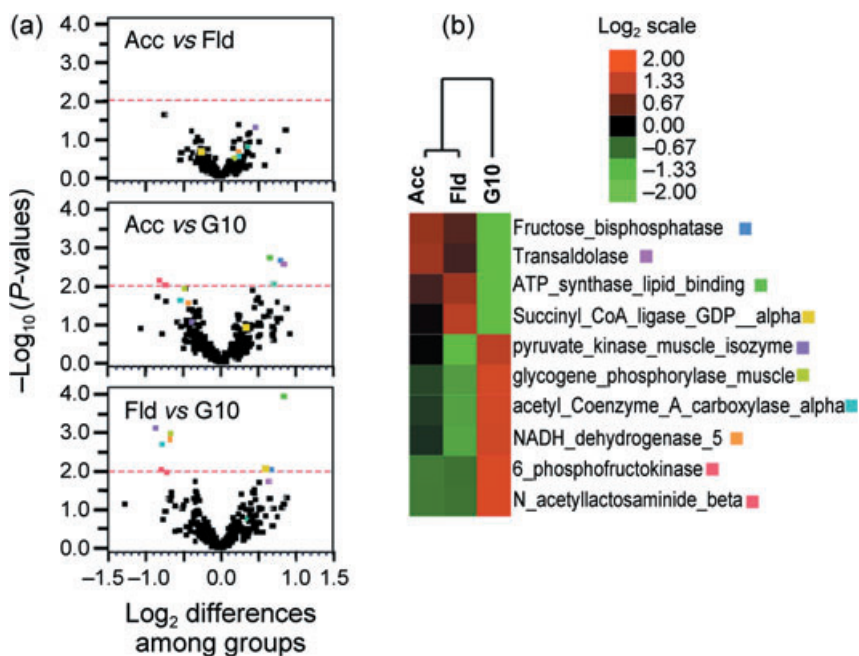 (a)
4.0
Acc vs Fld
3.0
2.0
1.0
0.0
4.0
Acc vs G10
3.0
2.0
1.0
0.0
4.0
Fld vs G10
3.0
2.0
1.0
0.0
–1.5 –1.0 0.0 1.0 1.5
–Log10 (P-values)
Log2 differences
among groups
(b)
Log2 scale
2.00
1.33
0.67
0.00
–0.67
–1.33
–2.00
Acc Fld G10
Fructose_bisphosphatase
Transaldolase
ATP_synthase_lipid_binding
Succinyl_CoA_ligase_GDP__alpha
pyruvate_kinase_muscle_isozyme
glycogene_phosphorylase_muscle
acetyl_Coenzyme_A_carboxylase_alpha
NADH_dehydrogenase_5
6_phosphofructokinase
N_acetyllactosaminide_beta